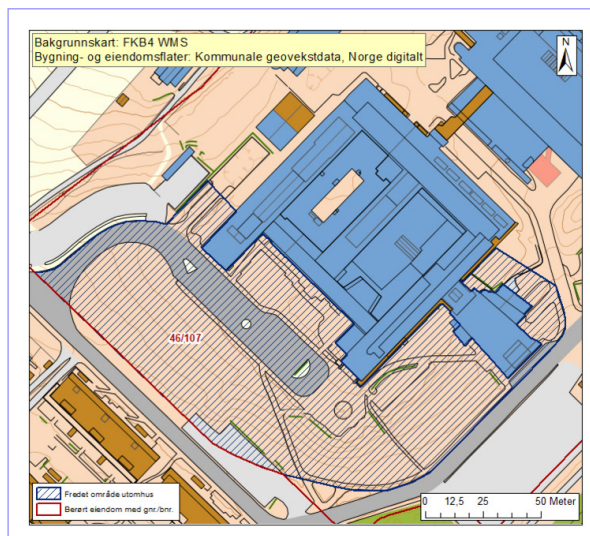 Bakgrunnskart: FKB4 WMS
Bygning- og eiendomsflater: Kommunale geovekstdata, Norge digitalt
N
46/107
Fredet område utomhus
Berørt eiendom med gnr./bnr.
0 12,5 25 50 Meter